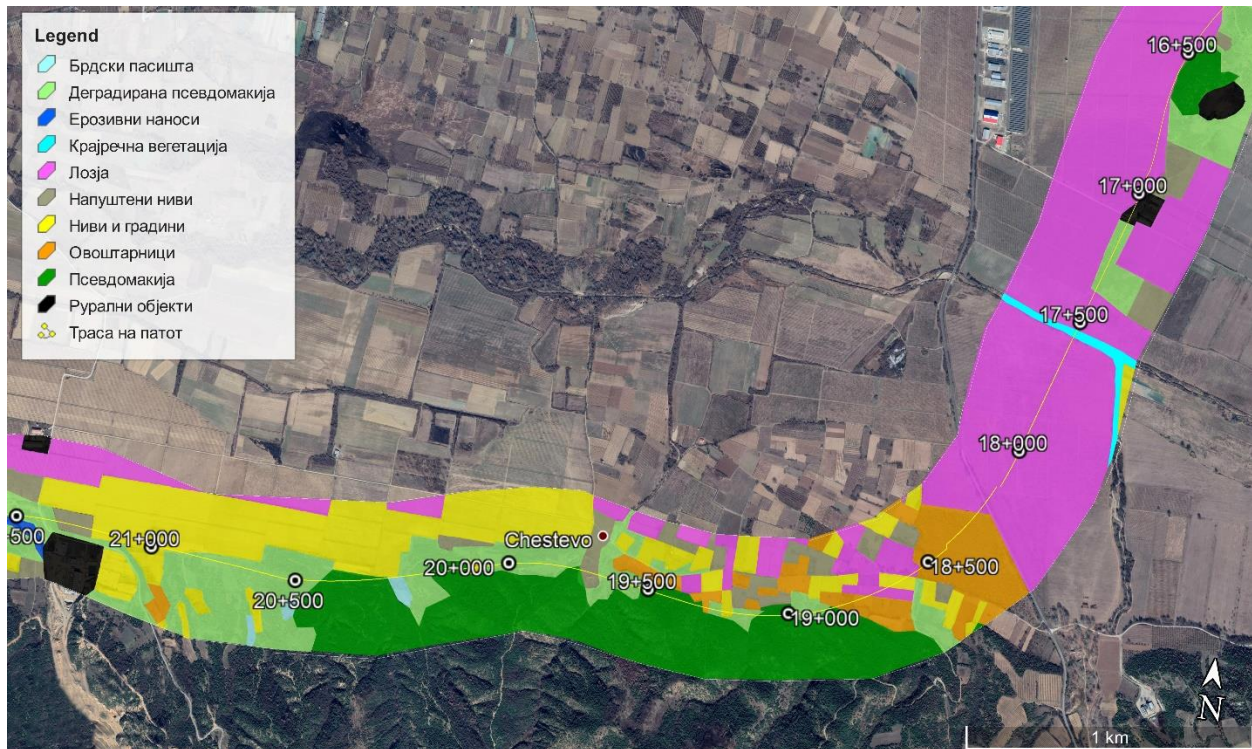 Legend
Брдски пасишта
Деградирана псевдомакија
Ерозивни наноси
Крајречна вегетација
Лозја
Напуштени ниви
Ниви и градини
Овоштарници
Псевдомакија
Рурални објекти
Траса на патот
16+500
17+000
17+500
18+000
18+500
19+000
19+500
20+000
20+500
21+000
+500
Chestevo
N
1 km